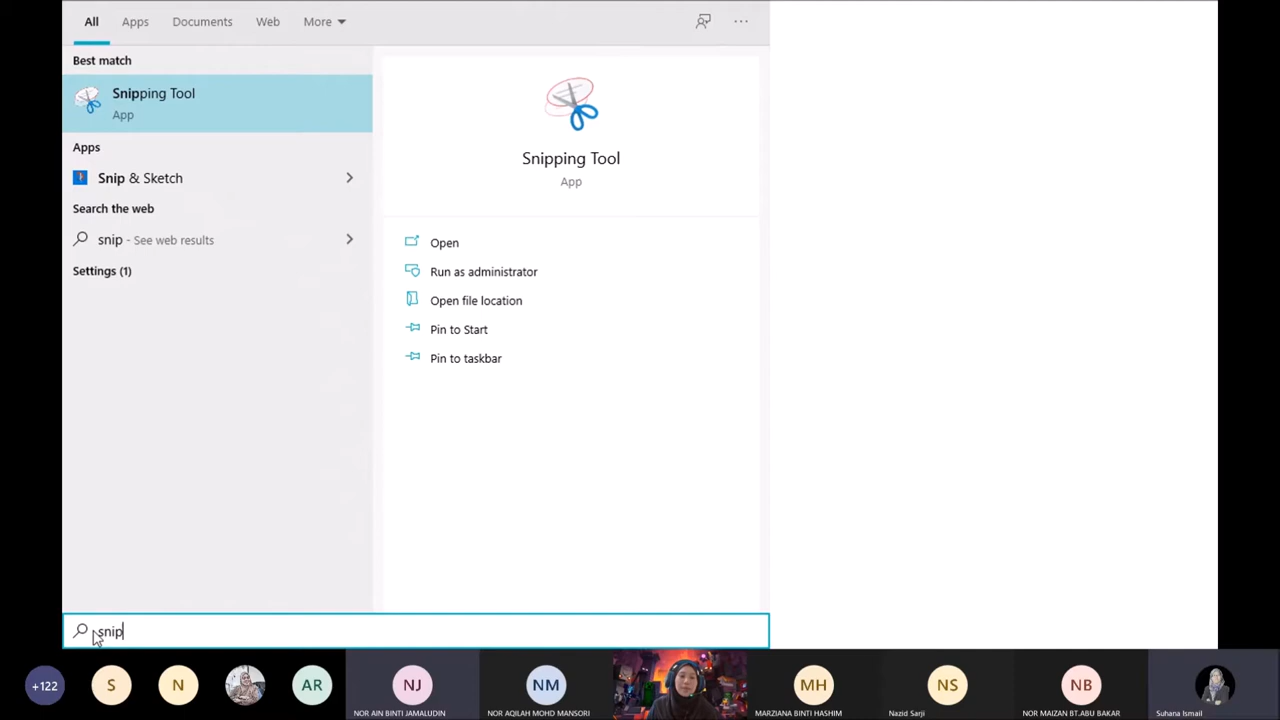 All Apps Documents Web More
Best match
Snipping Tool
App
Apps
Snip & Sketch
Search the web
snip - See web results
Settings (1)
Snipping Tool
App
Open
Run as administrator
Open file location
Pin to Start
Pin to taskbar
snip
+122 S N AR NJ NM MH NS NB
NOR AIN BINTI JAMALUDIN NOR AQILAH MOHD MANSORI MARZIANA BINTI HASHIM Nazid Sarji NOR MAIZAN BT.ABU BAKAR Suhana Ismail